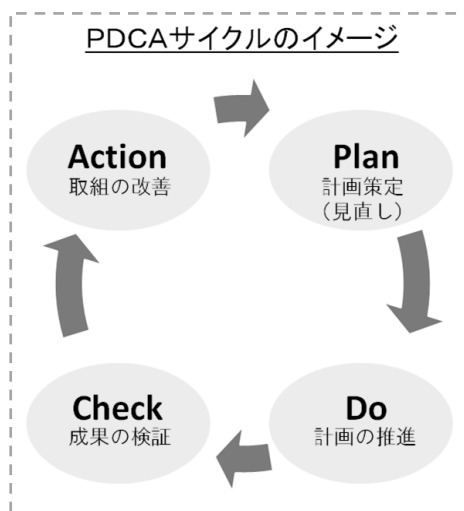 PDCAサイクルのイメージ
Action
取組の改善
Plan
計画策定
（見直し）
Check
成果の検証
Do
計画の推進